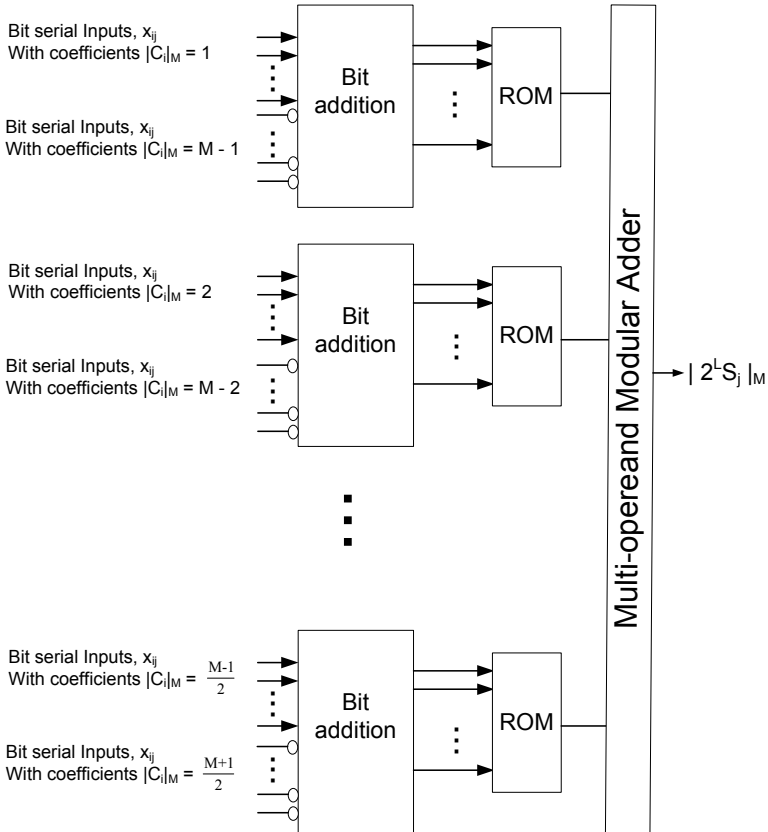 Bit serial Inputs, xij
With coefficients |Ci|M = 1
Bit serial Inputs, xij
With coefficients |Ci|M = M - 1
Bit
addition
ROM
Bit serial Inputs, xij
With coefficients |Ci|M = 2
Bit serial Inputs, xij
With coefficients |Ci|M = M - 2
Bit
addition
ROM
Multi-opereand Modular Adder
| 2^L Sj |M
Bit serial Inputs, xij
With coefficients |Ci|M = M-1/2
Bit serial Inputs, xij
With coefficients |Ci|M = M+1/2
Bit
addition
ROM